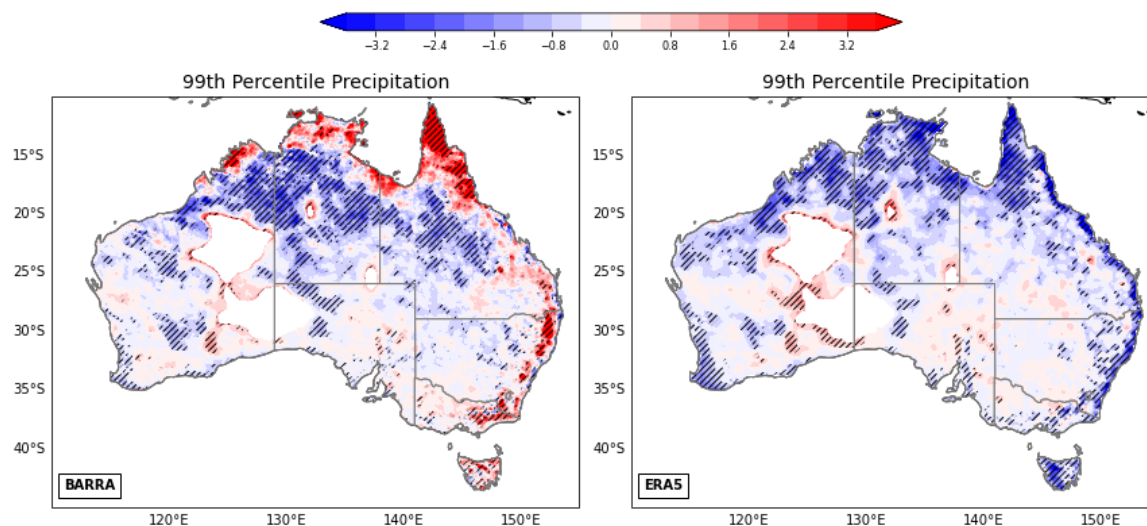 −3.2 −2.4 −1.6 −0.8 0.0 0.8 1.6 2.4 3.2
99th Percentile Precipitation 99th Percentile Precipitation
15°S 15°S
20°S 20°S
25°S 25°S
30°S 30°S
35°S 35°S
40°S 40°S
BARRA ERA5
120°E 130°E 140°E 150°E 120°E 130°E 140°E 150°E